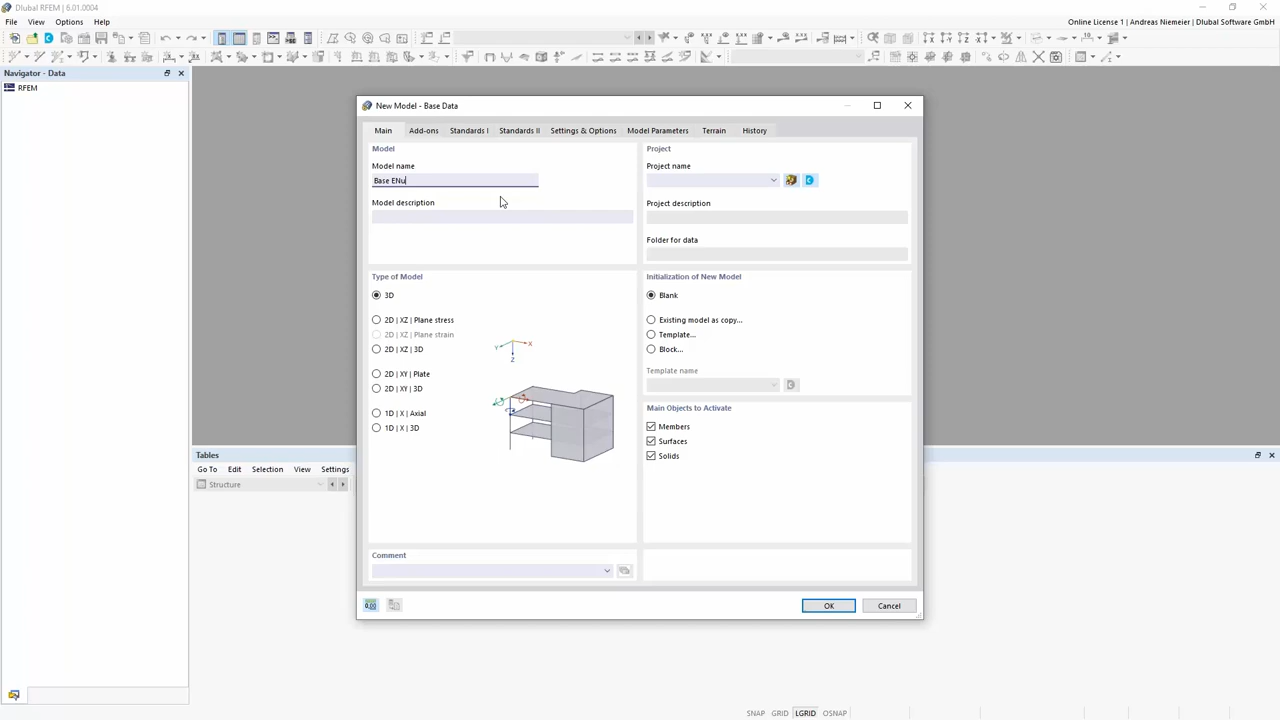 Dlubal RFEM | 6.01.0004
File View Options Help
Online License 1 | Andreas Niemeier | Dlubal Software GmbH
Navigator - Data
RFEM
New Model - Base Data
Main Add-ons Standards I Standards II Settings & Options Model Parameters Terrain History
Model
Model name
Base ENu
Model description
Project
Project name
Project description
Folder for data
Type of Model
3D
2D | XZ | Plane stress
2D | XZ | Plane strain
2D | XZ | 3D
2D | XY | Plate
2D | XY | 3D
1D | X | Axial
1D | X | 3D
Y X
Z
Initialization of New Model
Blank
Existing model as copy...
Template...
Block...
Template name
Main Objects to Activate
Members
Surfaces
Solids
Comment
OK Cancel
Tables
Go To Edit Selection View Settings
Structure
SNAP GRID LGRID OSNAP